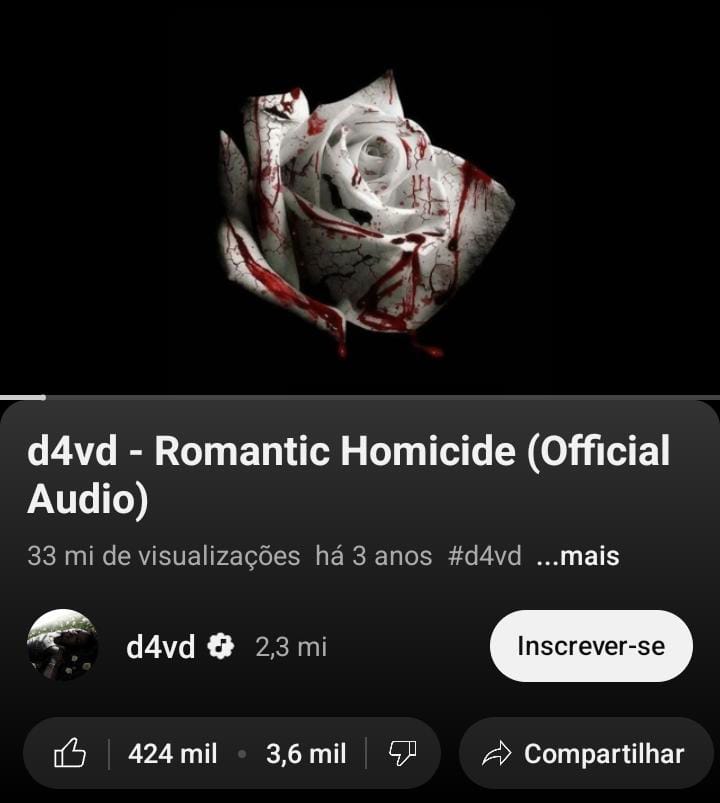 d4vd - Romantic Homicide (Official
Audio)
33 mi de visualizações há 3 anos #d4vd ...mais
d4vd 2,3 mi Inscrever-se
424 mil • 3,6 mil Compartilhar